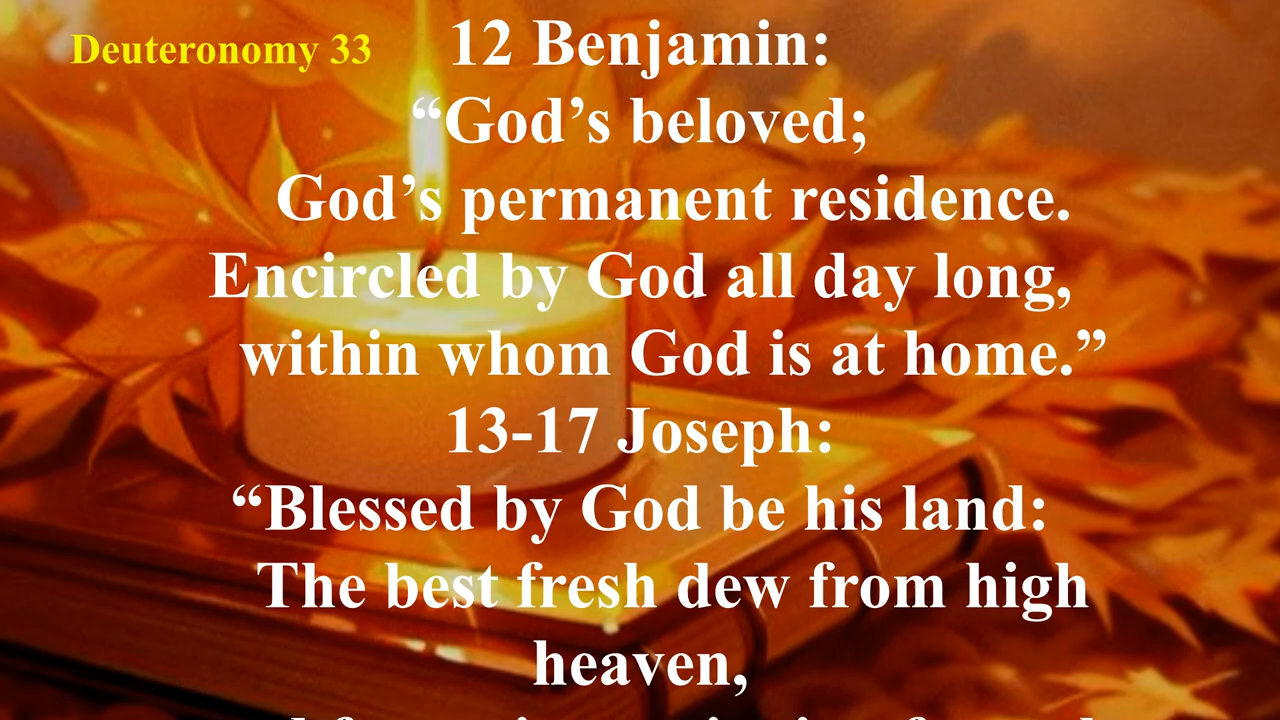 Deuteronomy 33
12 Benjamin:
“God’s beloved;
God’s permanent residence.
Encircled by God all day long,
within whom God is at home.”
13-17 Joseph:
“Blessed by God be his land:
The best fresh dew from high
heaven,